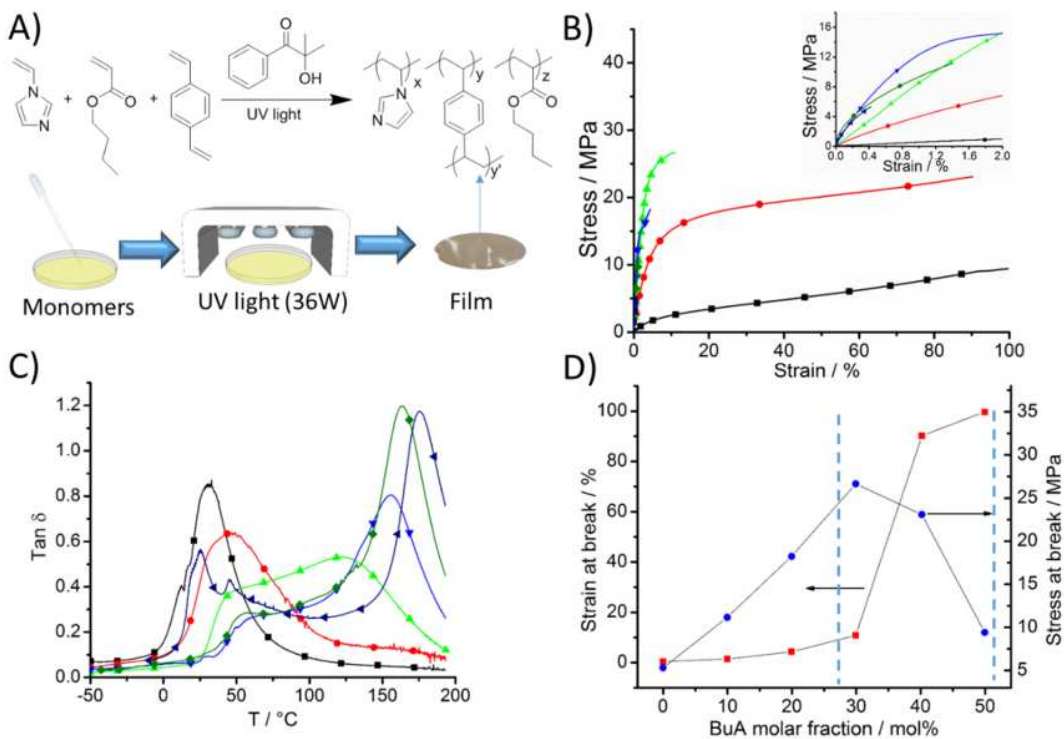 A)
O
OH
O
O
N
N
+
+
UV light
x
y
z
N
N
O
O
y'
Monomers
UV light (36W)
Film
B)
Stress / MPa
50
40
30
20
10
0
0 20 40 60 80 100
Strain / %
Stress / MPa
16
12
8
4
0
0.0 0.4 0.8 1.2 1.6 2.0
Strain / %
C)
Tan δ
1.2
1.0
0.8
0.6
0.4
0.2
0.0
-50 0 50 100 150 200
T / °C
D)
Strain at break / %
100
80
60
40
20
0
35
30
25
20
15
10
5
Stress at break / MPa
0 10 20 30 40 50
BuA molar fraction / mol%